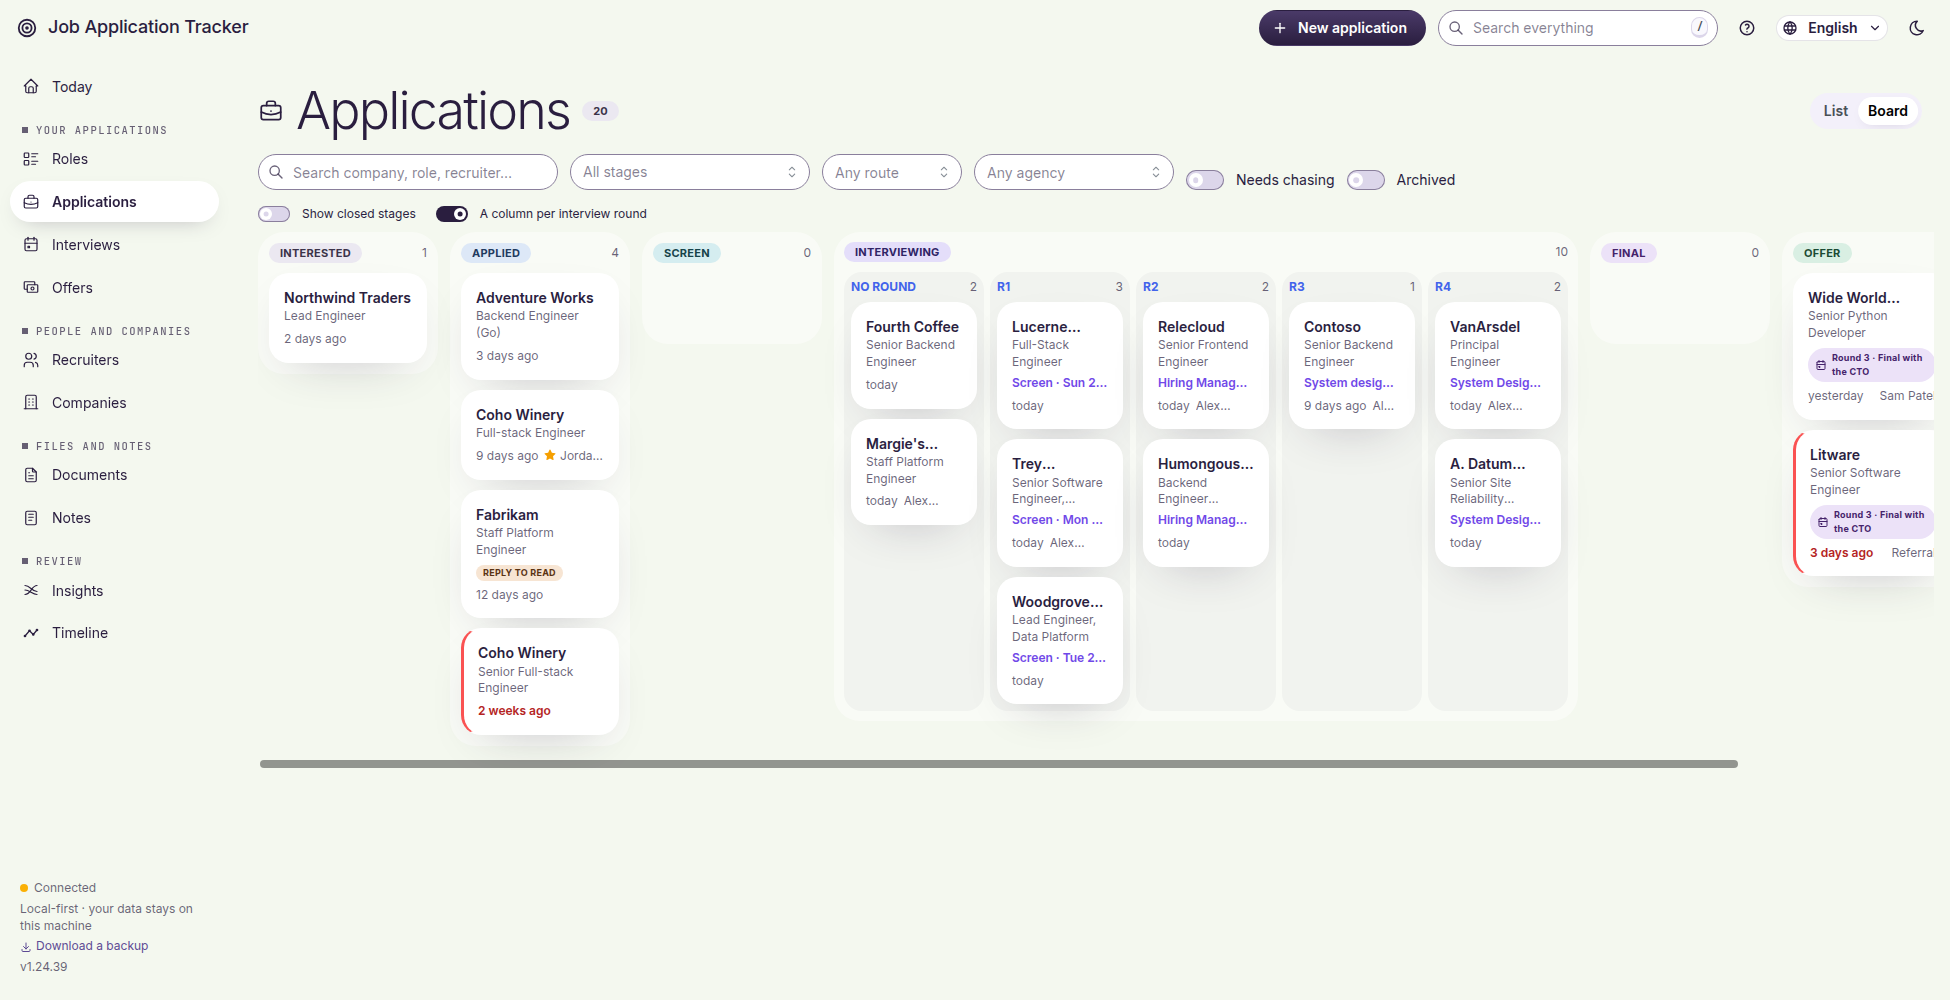 Job Application Tracker
New application
Search everything
/
English
Today
YOUR APPLICATIONS
Roles
Applications
Interviews
Offers
PEOPLE AND COMPANIES
Recruiters
Companies
FILES AND NOTES
Documents
Notes
REVIEW
Insights
Timeline
Connected
Local-first · your data stays on
this machine
Download a backup
v1.24.39
Applications 20
List Board
Search company, role, recruiter...
All stages
Any route
Any agency
Needs chasing
Archived
Show closed stages
A column per interview round
INTERESTED 1
Northwind Traders
Lead Engineer
2 days ago
APPLIED 4
Adventure Works
Backend Engineer
(Go)
3 days ago
Coho Winery
Full-stack Engineer
9 days ago Jorda...
Fabrikam
Staff Platform
Engineer
REPLY TO READ
12 days ago
Coho Winery
Senior Full-stack
Engineer
2 weeks ago
SCREEN 0
INTERVIEWING 10
NO ROUND 2
Fourth Coffee
Senior Backend
Engineer
today
Margie's...
Staff Platform
Engineer
today Alex...
R1 3
Lucerne...
Full-Stack
Engineer
Screen · Sun 2...
today
Trey...
Senior Software
Engineer,...
Screen · Mon ...
today Alex...
Woodgrove...
Lead Engineer,
Data Platform
Screen · Tue 2...
today
R2 2
Relecloud
Senior Frontend
Engineer
Hiring Manag...
today Alex...
Humongous...
Backend
Engineer...
Hiring Manag...
today
R3 1
Contoso
Senior Backend
Engineer
System desig...
9 days ago Al...
R4 2
VanArsdel
Principal
Engineer
System Desig...
today Alex...
A. Datum...
Senior Site
Reliability...
System Desig...
today
FINAL 0
OFFER
Wide World...
Senior Python
Developer
Round 3 · Final with
the CTO
yesterday Sam Pate
Litware
Senior Software
Engineer
Round 3 · Final with
the CTO
3 days ago Referra